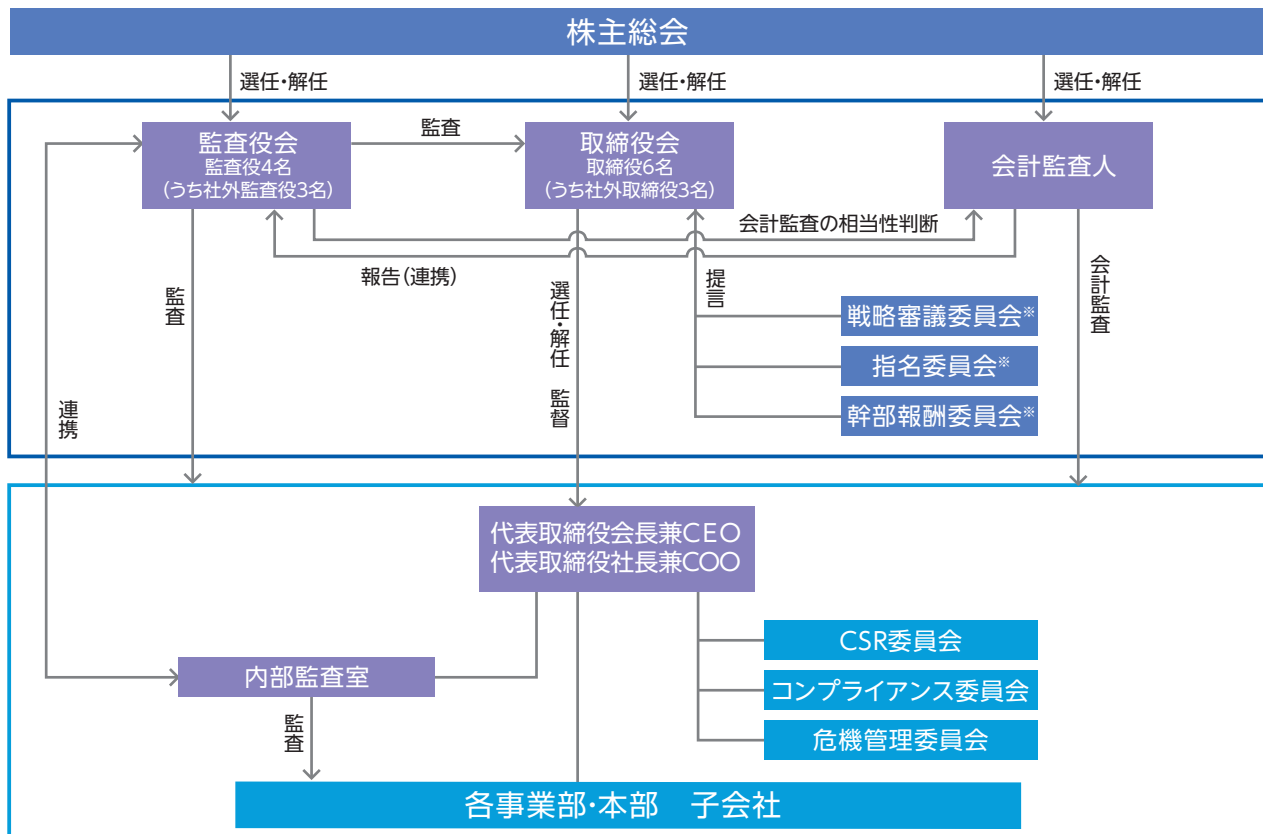 株主総会
選任・解任
選任・解任
選任・解任
監査役会
監査役4名
(うち社外監査役3名)
監査
取締役会
取締役6名
(うち社外取締役3名)
会計監査人
会計監査の相当性判断
報告(連携)
監査
選任・解任 監督
提言
会計監査
戦略審議委員会※
指名委員会※
幹部報酬委員会※
連携
代表取締役会長兼CEO
代表取締役社長兼COO
CSR委員会
内部監査室
コンプライアンス委員会
監査
危機管理委員会
各事業部・本部 子会社